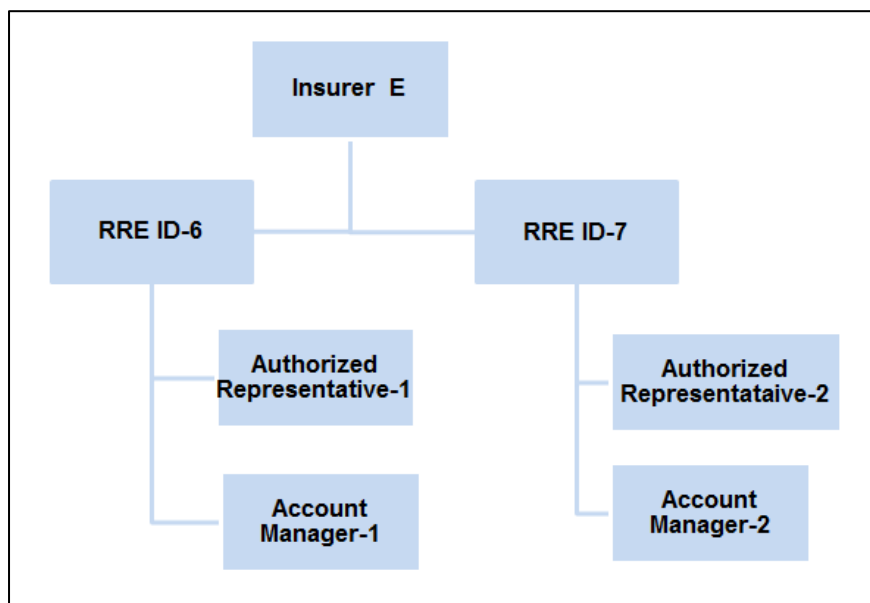 Insurer E
RRE ID-6
RRE ID-7
Authorized
Representative-1
Authorized
Representataive-2
Account
Manager-1
Account
Manager-2